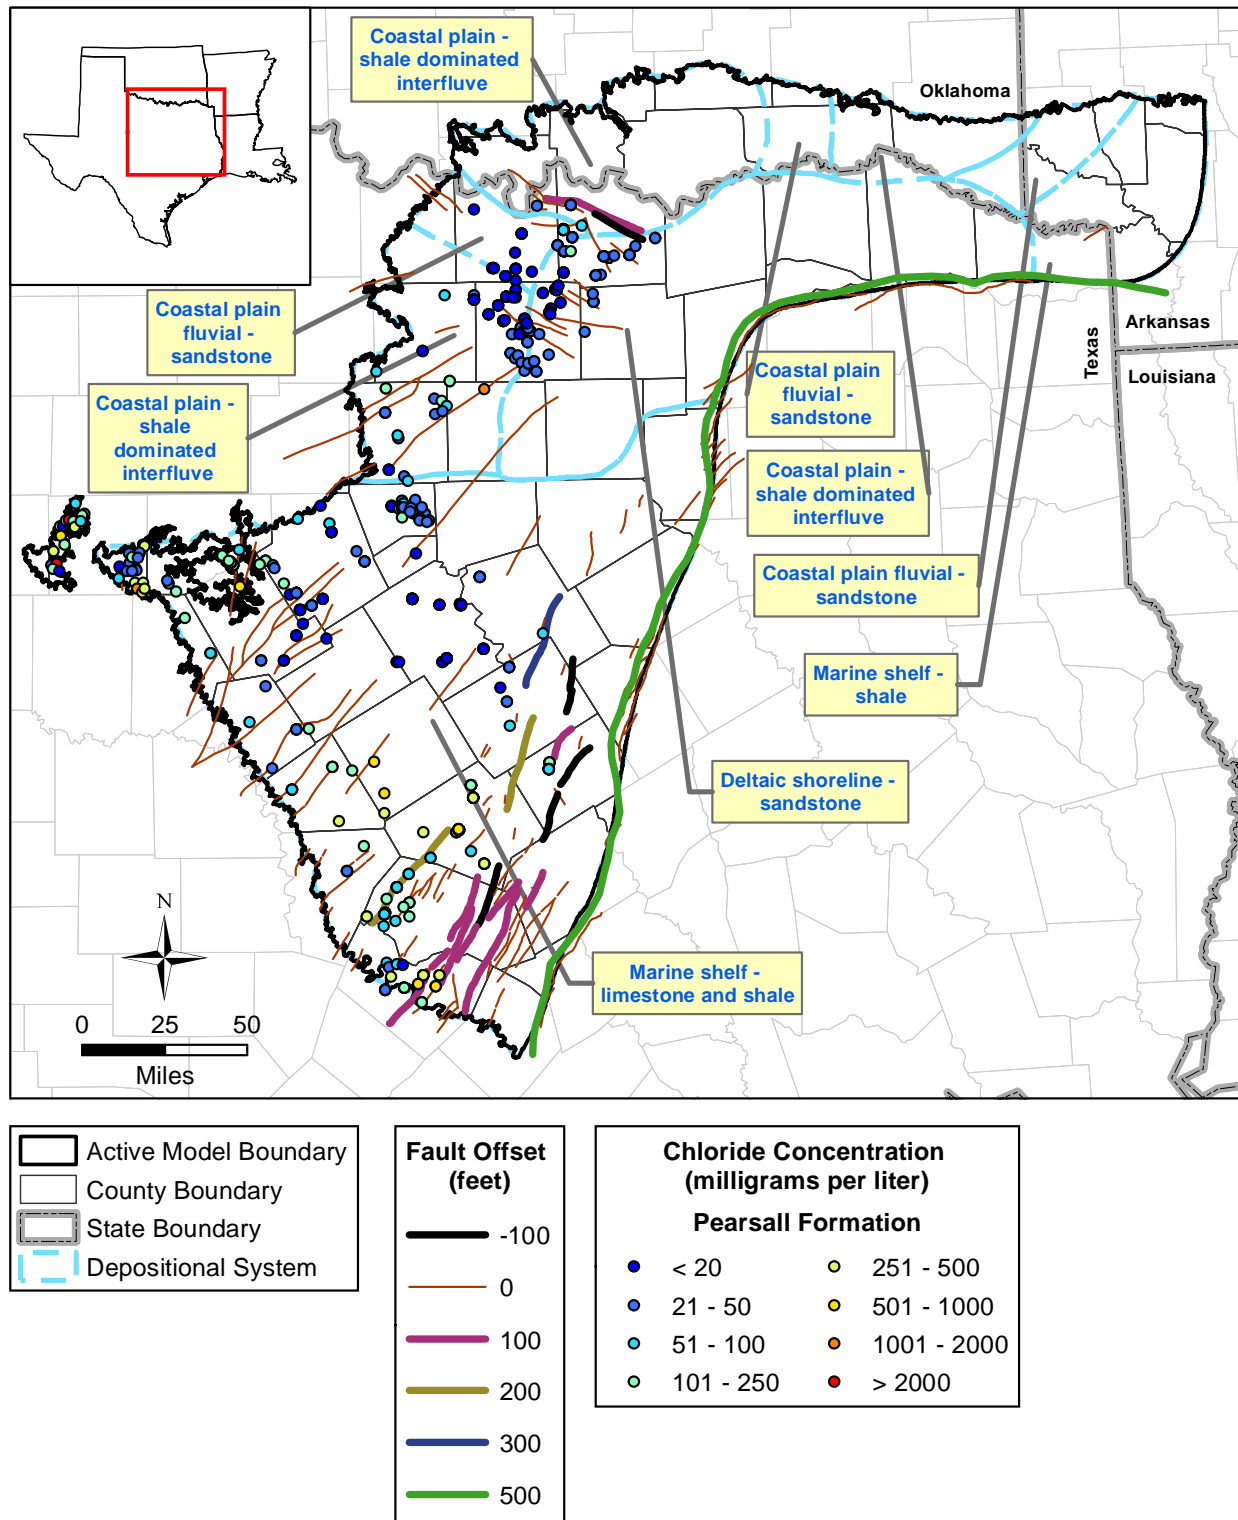 Coastal plain -
shale dominated
interfluve
Oklahoma
Coastal plain
fluvial -
sandstone
Coastal plain -
shale
dominated
interfluve
Arkansas
Texas
Louisiana
Coastal plain
fluvial -
sandstone
Coastal plain -
shale dominated
interfluve
Coastal plain fluvial -
sandstone
Marine shelf -
shale
Deltaic shoreline -
sandstone
Marine shelf -
limestone and shale
N
0 25 50
Miles
Active Model Boundary
County Boundary
State Boundary
Depositional System
Fault Offset
(feet)
-100
0
100
200
300
500
Chloride Concentration
(milligrams per liter)
Pearsall Formation
< 20
21 - 50
51 - 100
101 - 250
251 - 500
501 - 1000
1001 - 2000
> 2000